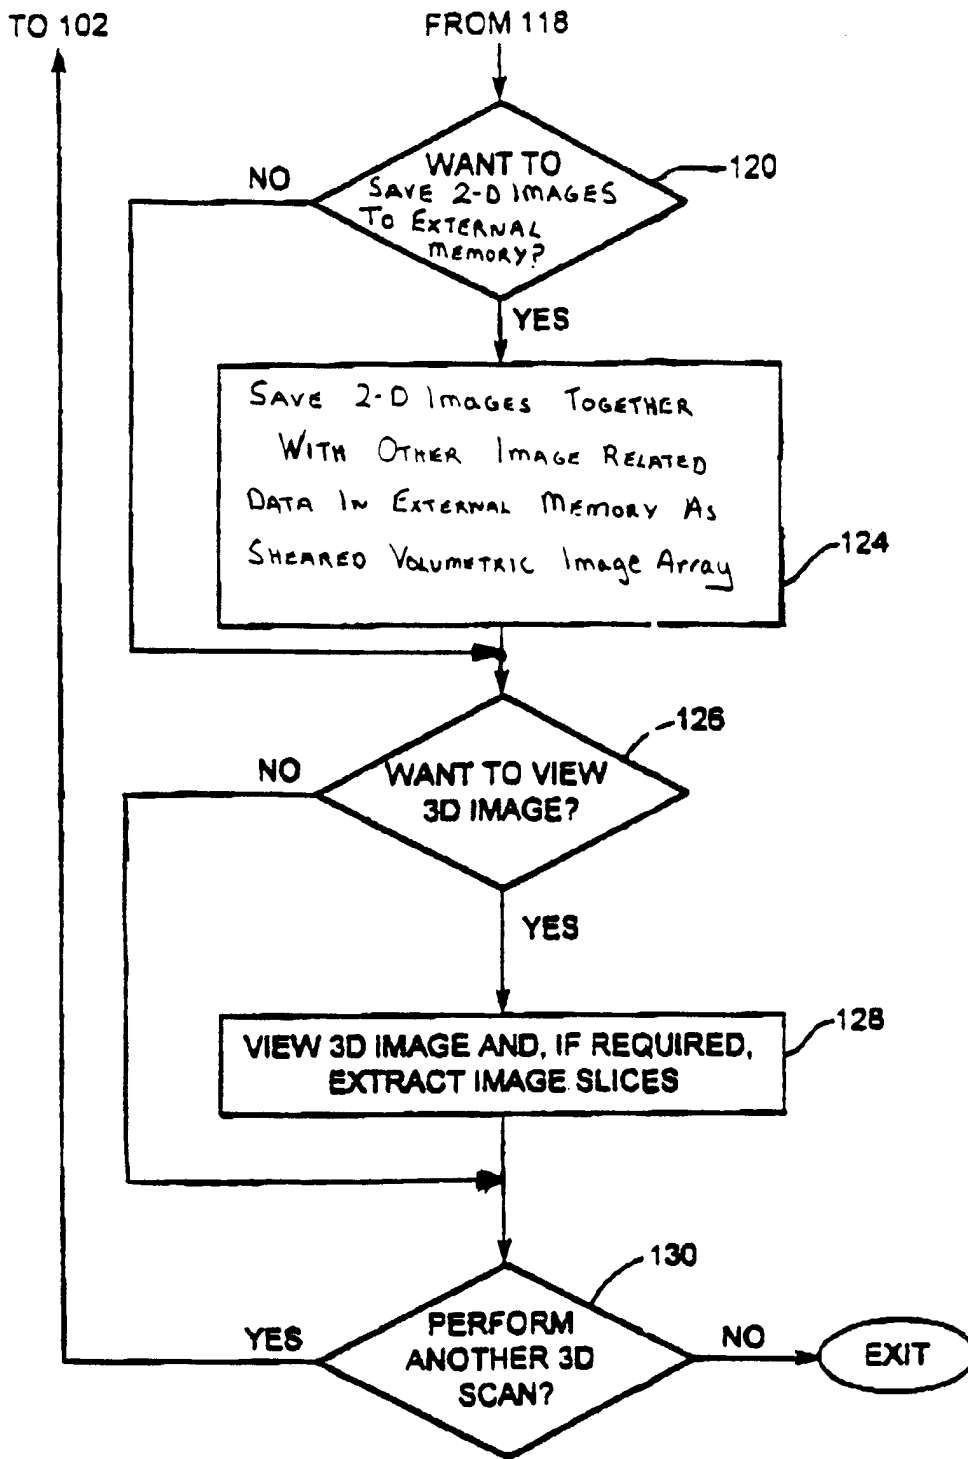 TO 102
FROM 118
WANT TO
SAVE 2-D IMAGES
TO EXTERNAL
MEMORY?
120
NO
YES
SAVE 2-D IMAGES TOGETHER
WITH OTHER IMAGE RELATED
DATA IN EXTERNAL MEMORY AS
SHEARED VOLUMETRIC Image Array
124
126
NO
WANT TO VIEW
3D IMAGE?
YES
128
VIEW 3D IMAGE AND, IF REQUIRED,
EXTRACT IMAGE SLICES
130
YES
PERFORM
ANOTHER 3D
SCAN?
NO
EXIT